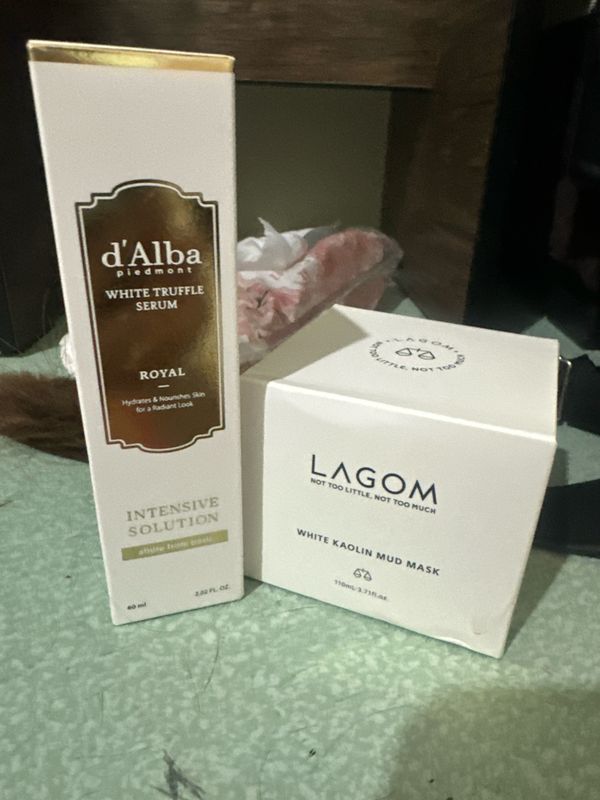 d'Alba
piedmont
WHITE TRUFFLE
SERUM
ROYAL
Hydrates & Nourishes Skin
for a Radiant Look
INTENSIVE
SOLUTION
60 ml
2.02 FL. OZ.
LAGOM
NOT TOO LITTLE, NOT TOO MUCH
LAGOM
NOT TOO LITTLE, NOT TOO MUCH
WHITE KAOLIN MUD MASK
110mL/3.71fl.oz.